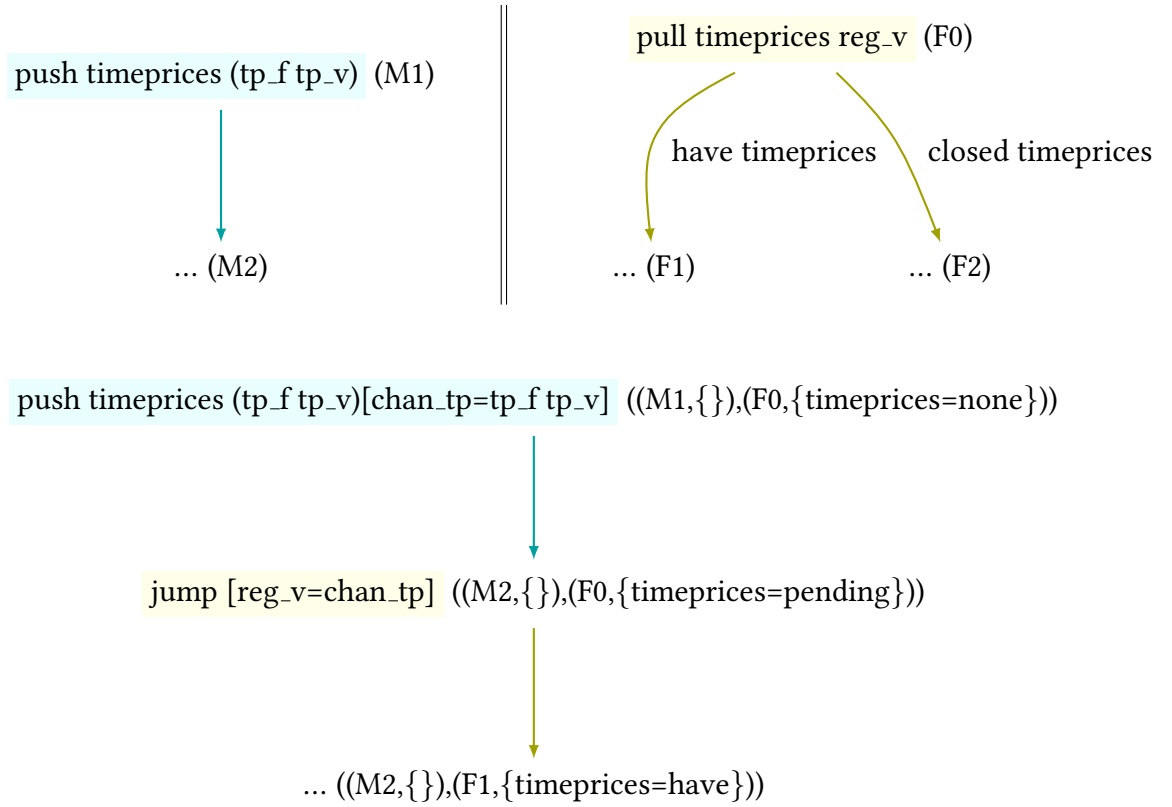 push timeprices (tp_f tp_v) (M1)
... (M2)
pull timeprices reg_v (F0)
have timeprices
closed timeprices
... (F1)
... (F2)
push timeprices (tp_f tp_v)[chan_tp=tp_f tp_v] ((M1,{}),(F0,{timeprices=none}))
jump [reg_v=chan_tp] ((M2,{}),(F0,{timeprices=pending}))
... ((M2,{}),(F1,{timeprices=have}))